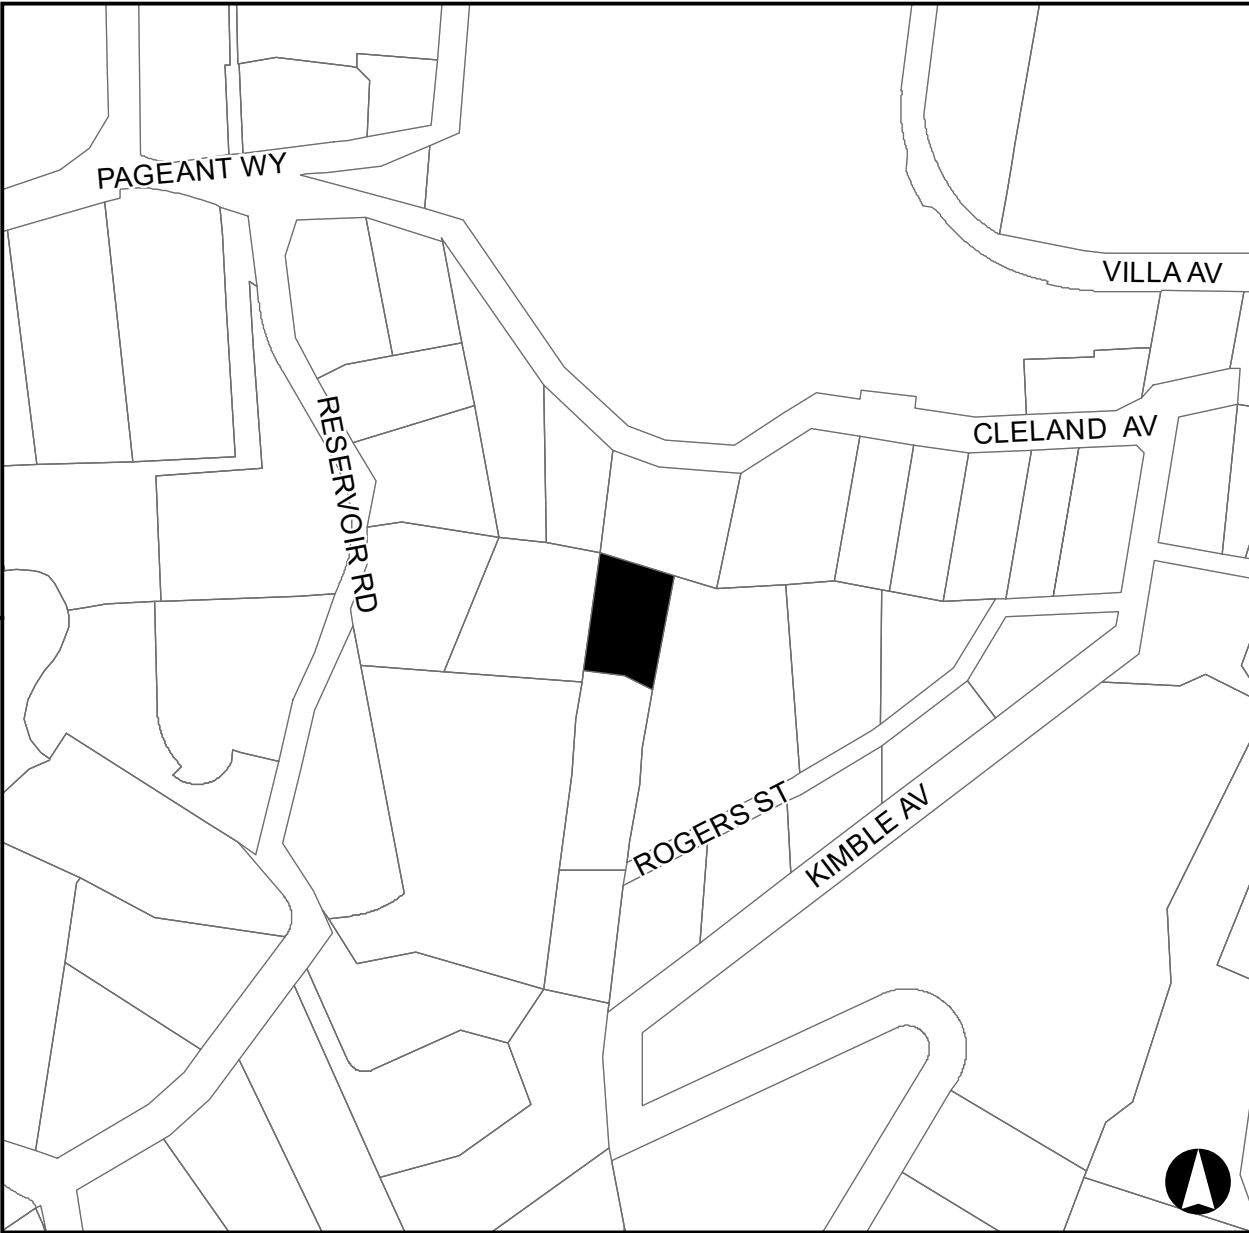 PAGEANT WY
VILLA AV
CLELAND AV
RESERVOIR RD
ROGERS ST
KIMBLE AV